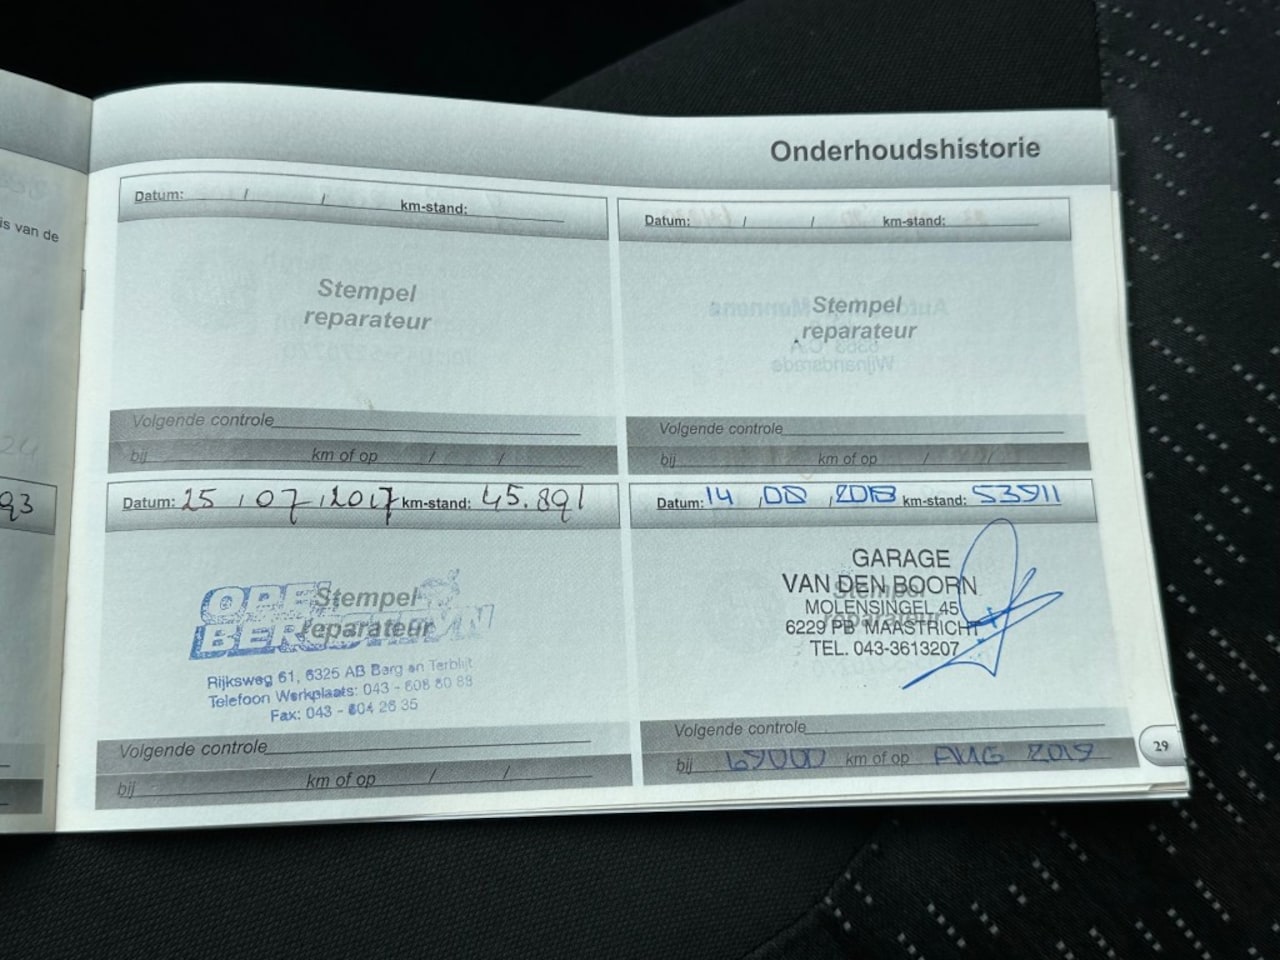 Onderhoudshistorie
is van de
93
Datum: / / km-stand:
Stempel
reparateur
Volgende controle
bij km of op / /
Datum: / / km-stand:
Stempel
reparateur
Volgende controle
bij km of op / /
Datum: 25 / 07 / 2017 km-stand: 45.891
OPEL
Stempel
reparateur
Rijksweg 61, 6325 AB Berg en Terblijt
Telefoon Werkplaats: 043 - 608 80 88
Fax: 043 - 604 26 35
Volgende controle
bij km of op / /
Datum: 14 / 08 / 2018 km-stand: 53911
GARAGE
VAN DEN BOORN
Stempel
MOLENSINGEL 45
reparateur
6229 PB MAASTRICHT
TEL. 043-3613207
Volgende controle
bij 69000 km of op AUG 2019
29